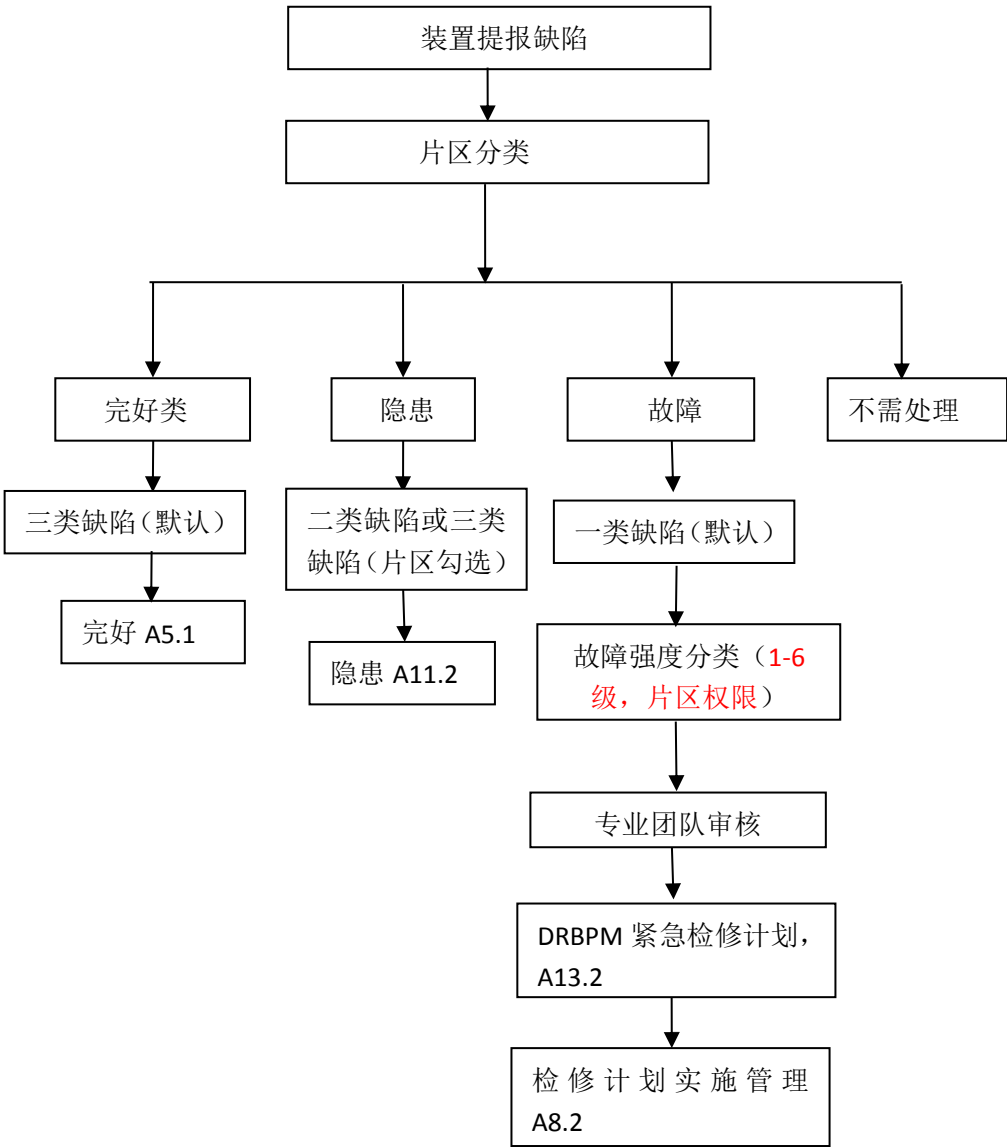 装置提报缺陷
片区分类
完好类
隐患
故障
不需处理
三类缺陷（默认）
二类缺陷或三类
缺陷（片区勾选）
一类缺陷（默认）
完好 A5.1
隐患 A11.2
故障强度分类（1-6
级，片区权限）
专业团队审核
DRBPM 紧急检修计划，
A13.2
检修计划实施管理
A8.2